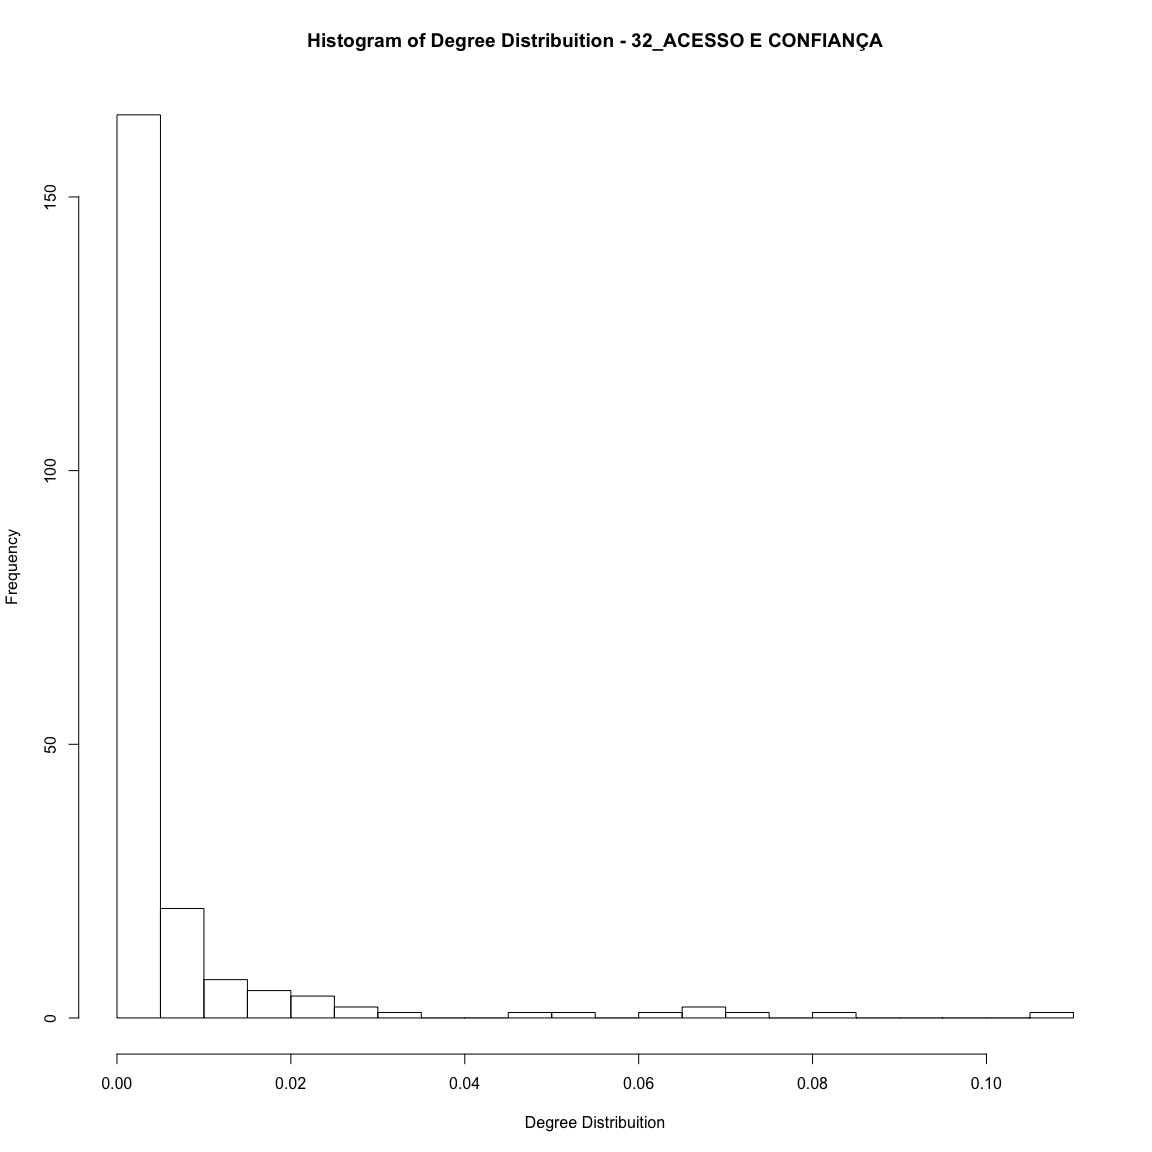 Histogram of Degree Distribuition - 32_ACESSO E CONFIANÇA
Frequency
150
100
50
0
0.00 0.02 0.04 0.06 0.08 0.10
Degree Distribuition